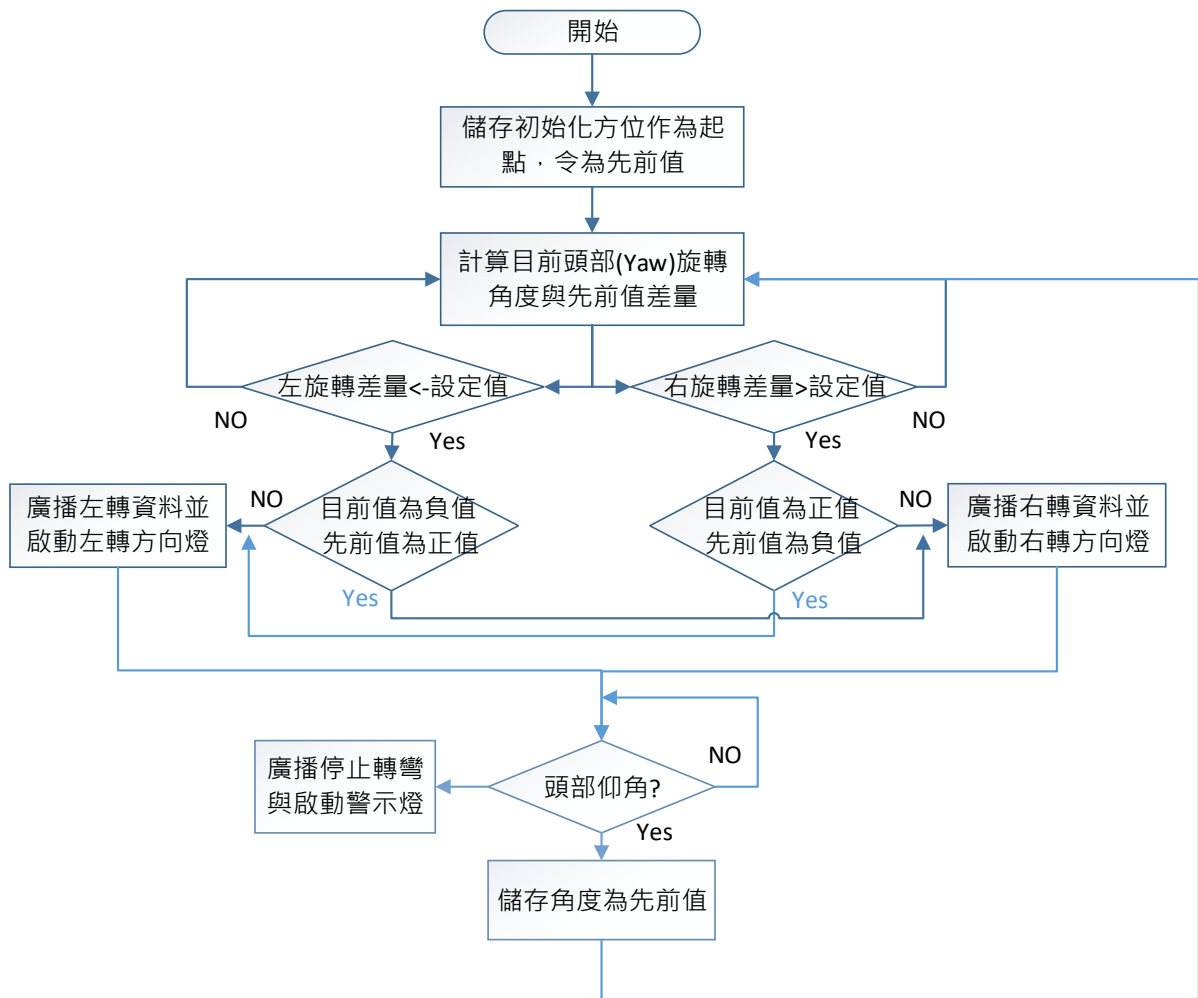 開始
儲存初始化方位作為起
點，令為先前值
計算目前頭部(Yaw)旋轉
角度與先前值差量
左旋轉差量<-設定值
右旋轉差量>設定值
NO
NO
Yes
Yes
廣播左轉資料並
啟動左轉方向燈
NO
目前值為負值
先前值為正值
目前值為正值
先前值為負值
NO
廣播右轉資料並
啟動右轉方向燈
Yes
Yes
廣播停止轉彎
與啟動警示燈
頭部仰角?
NO
Yes
儲存角度為先前值